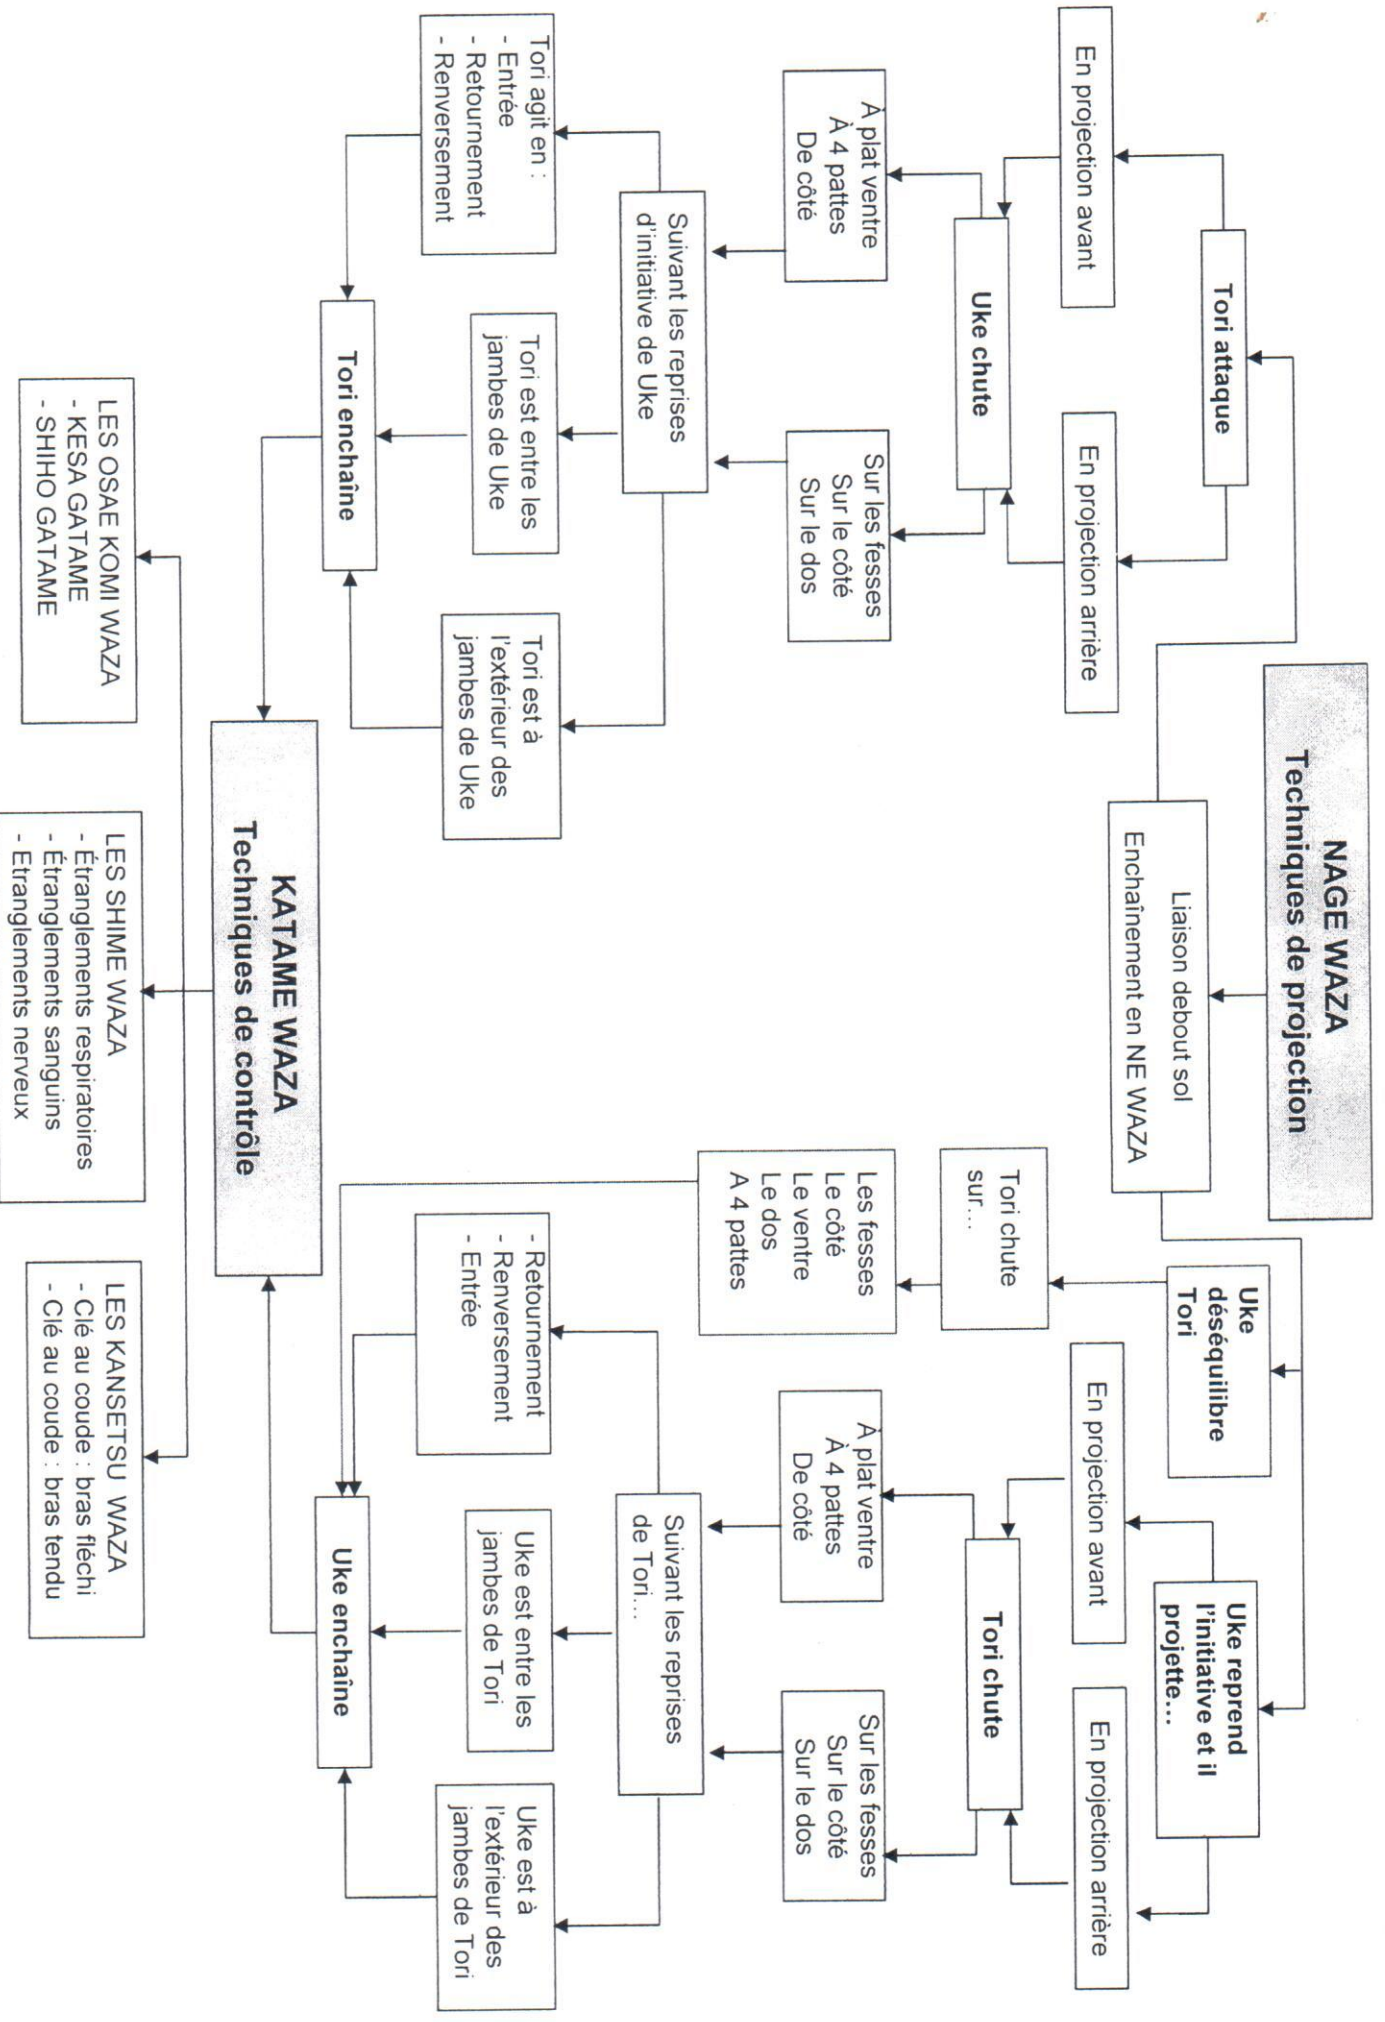 NAGE WAZA
Techniques de projection
Liaison debout sol
Enchaînement en NE WAZA
Tori attaque
En projection avant
En projection arrière
Uke chute
À plat ventre
À 4 pattes
De côté
Sur les fesses
Sur le côté
Sur le dos
Suivant les reprises
d'initiative de Uke
Tori agit en :
- Entrée
- Retournement
- Renversement
Tori est entre les
jambes de Uke
Tori est à
l'extérieur des
jambes de Uke
Tori enchaîne
Uke
déséquilibre
Tori
Tori chute
sur…
Les fesses
Le côté
Le ventre
Le dos
A 4 pattes
Uke reprend
l'initiative et il
projette…
En projection avant
En projection arrière
Tori chute
À plat ventre
À 4 pattes
De côté
Sur les fesses
Sur le côté
Sur le dos
Suivant les reprises
de Tori…
- Retournement
- Renversement
- Entrée
Uke est entre les
jambes de Tori
Uke est à
l'extérieur des
jambes de Tori
Uke enchaîne
KATAME WAZA
Techniques de contrôle
LES OSAE KOMI WAZA
- KESA GATAME
- SHIHO GATAME
LES SHIME WAZA
- Étranglements respiratoires
- Étranglements sanguins
- Etranglements nerveux
LES KANSETSU WAZA
- Clé au coude : bras fléchi
- Clé au coude : bras tendu